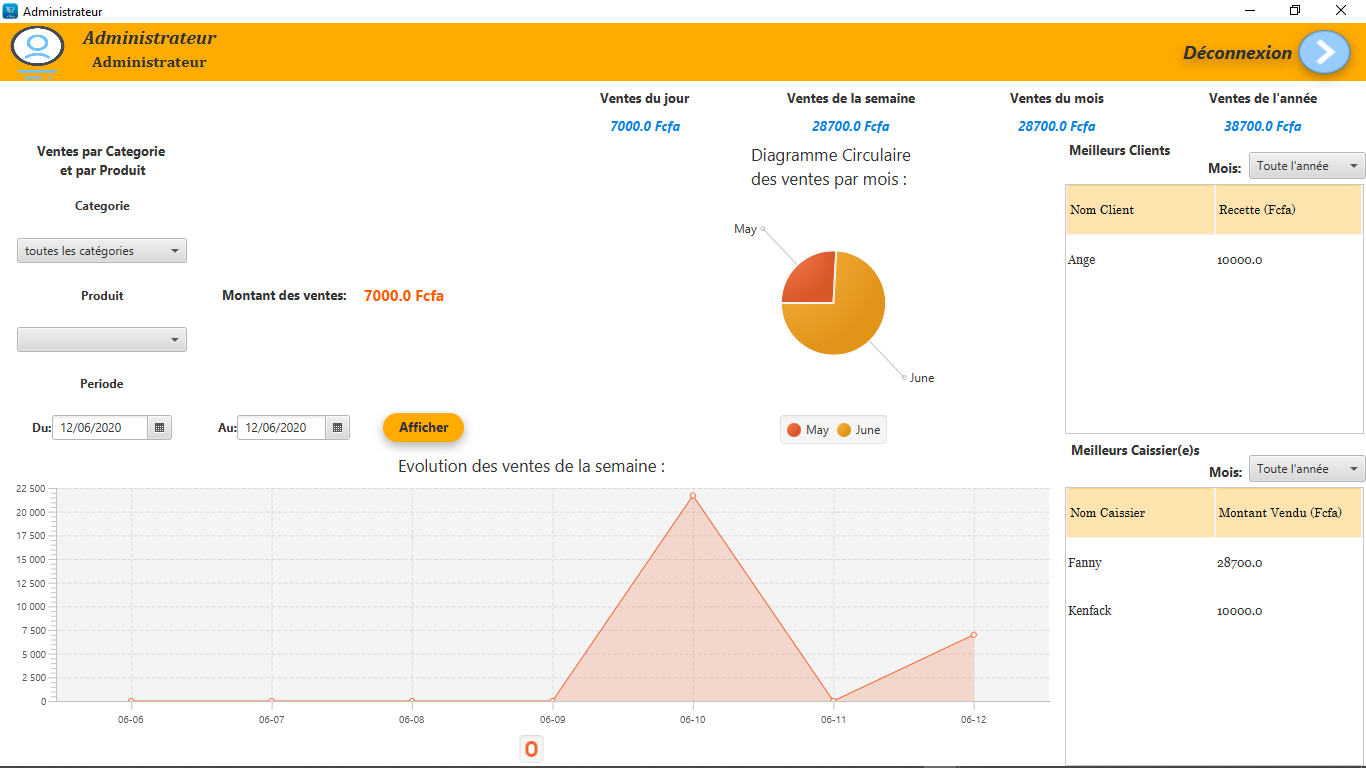 Administrateur
Administrateur
Administrateur
Déconnexion
Ventes du jour
7000.0 Fcfa
Ventes de la semaine
28700.0 Fcfa
Ventes du mois
28700.0 Fcfa
Ventes de l'année
38700.0 Fcfa
Ventes par Categorie
et par Produit
Categorie
toutes les catégories
Produit
Montant des ventes: 7000.0 Fcfa
Periode
Du: 12/06/2020
Au: 12/06/2020
Afficher
Diagramme Circulaire
des ventes par mois :
May
June
May June
Meilleurs Clients
Mois: Toute l'année
Nom Client Recette (Fcfa)
Ange 10000.0
Meilleurs Caissier(e)s
Mois: Toute l'année
Nom Caissier Montant Vendu (Fcfa)
Fanny 28700.0
Kenfack 10000.0
Evolution des ventes de la semaine :
22 500
20 000
17 500
15 000
12 500
10 000
7 500
5 000
2 500
0
06-06 06-07 06-08 06-09 06-10 06-11 06-12